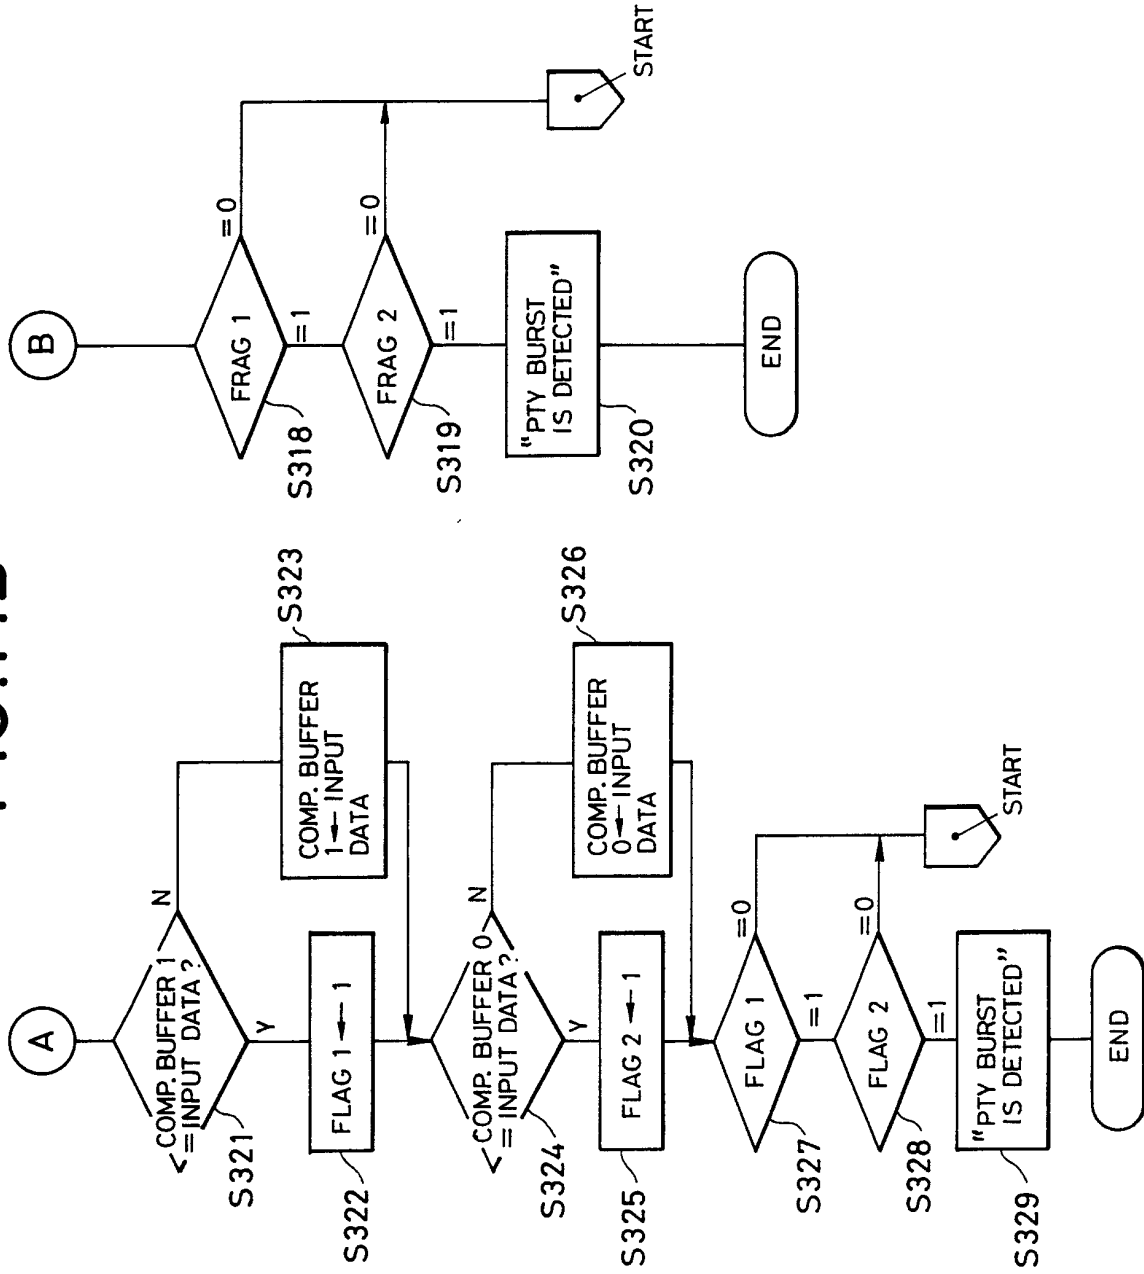 A
COMP. BUFFER 1
= INPUT DATA ?
S321
Y
N
FLAG 1 ← 1
S322
COMP. BUFFER
1 ← INPUT
DATA
S323
COMP. BUFFER 0
= INPUT DATA ?
S324
Y
N
FLAG 2 ← 1
S325
COMP. BUFFER
0 ← INPUT
DATA
S326
FLAG 1
S327
=0
=1
FLAG 2
S328
=0
=1
START
"PTY BURST
IS DETECTED"
S329
END
B
FRAG 1
S318
=0
=1
FRAG 2
S319
=0
=1
START
"PTY BURST
IS DETECTED"
S320
END